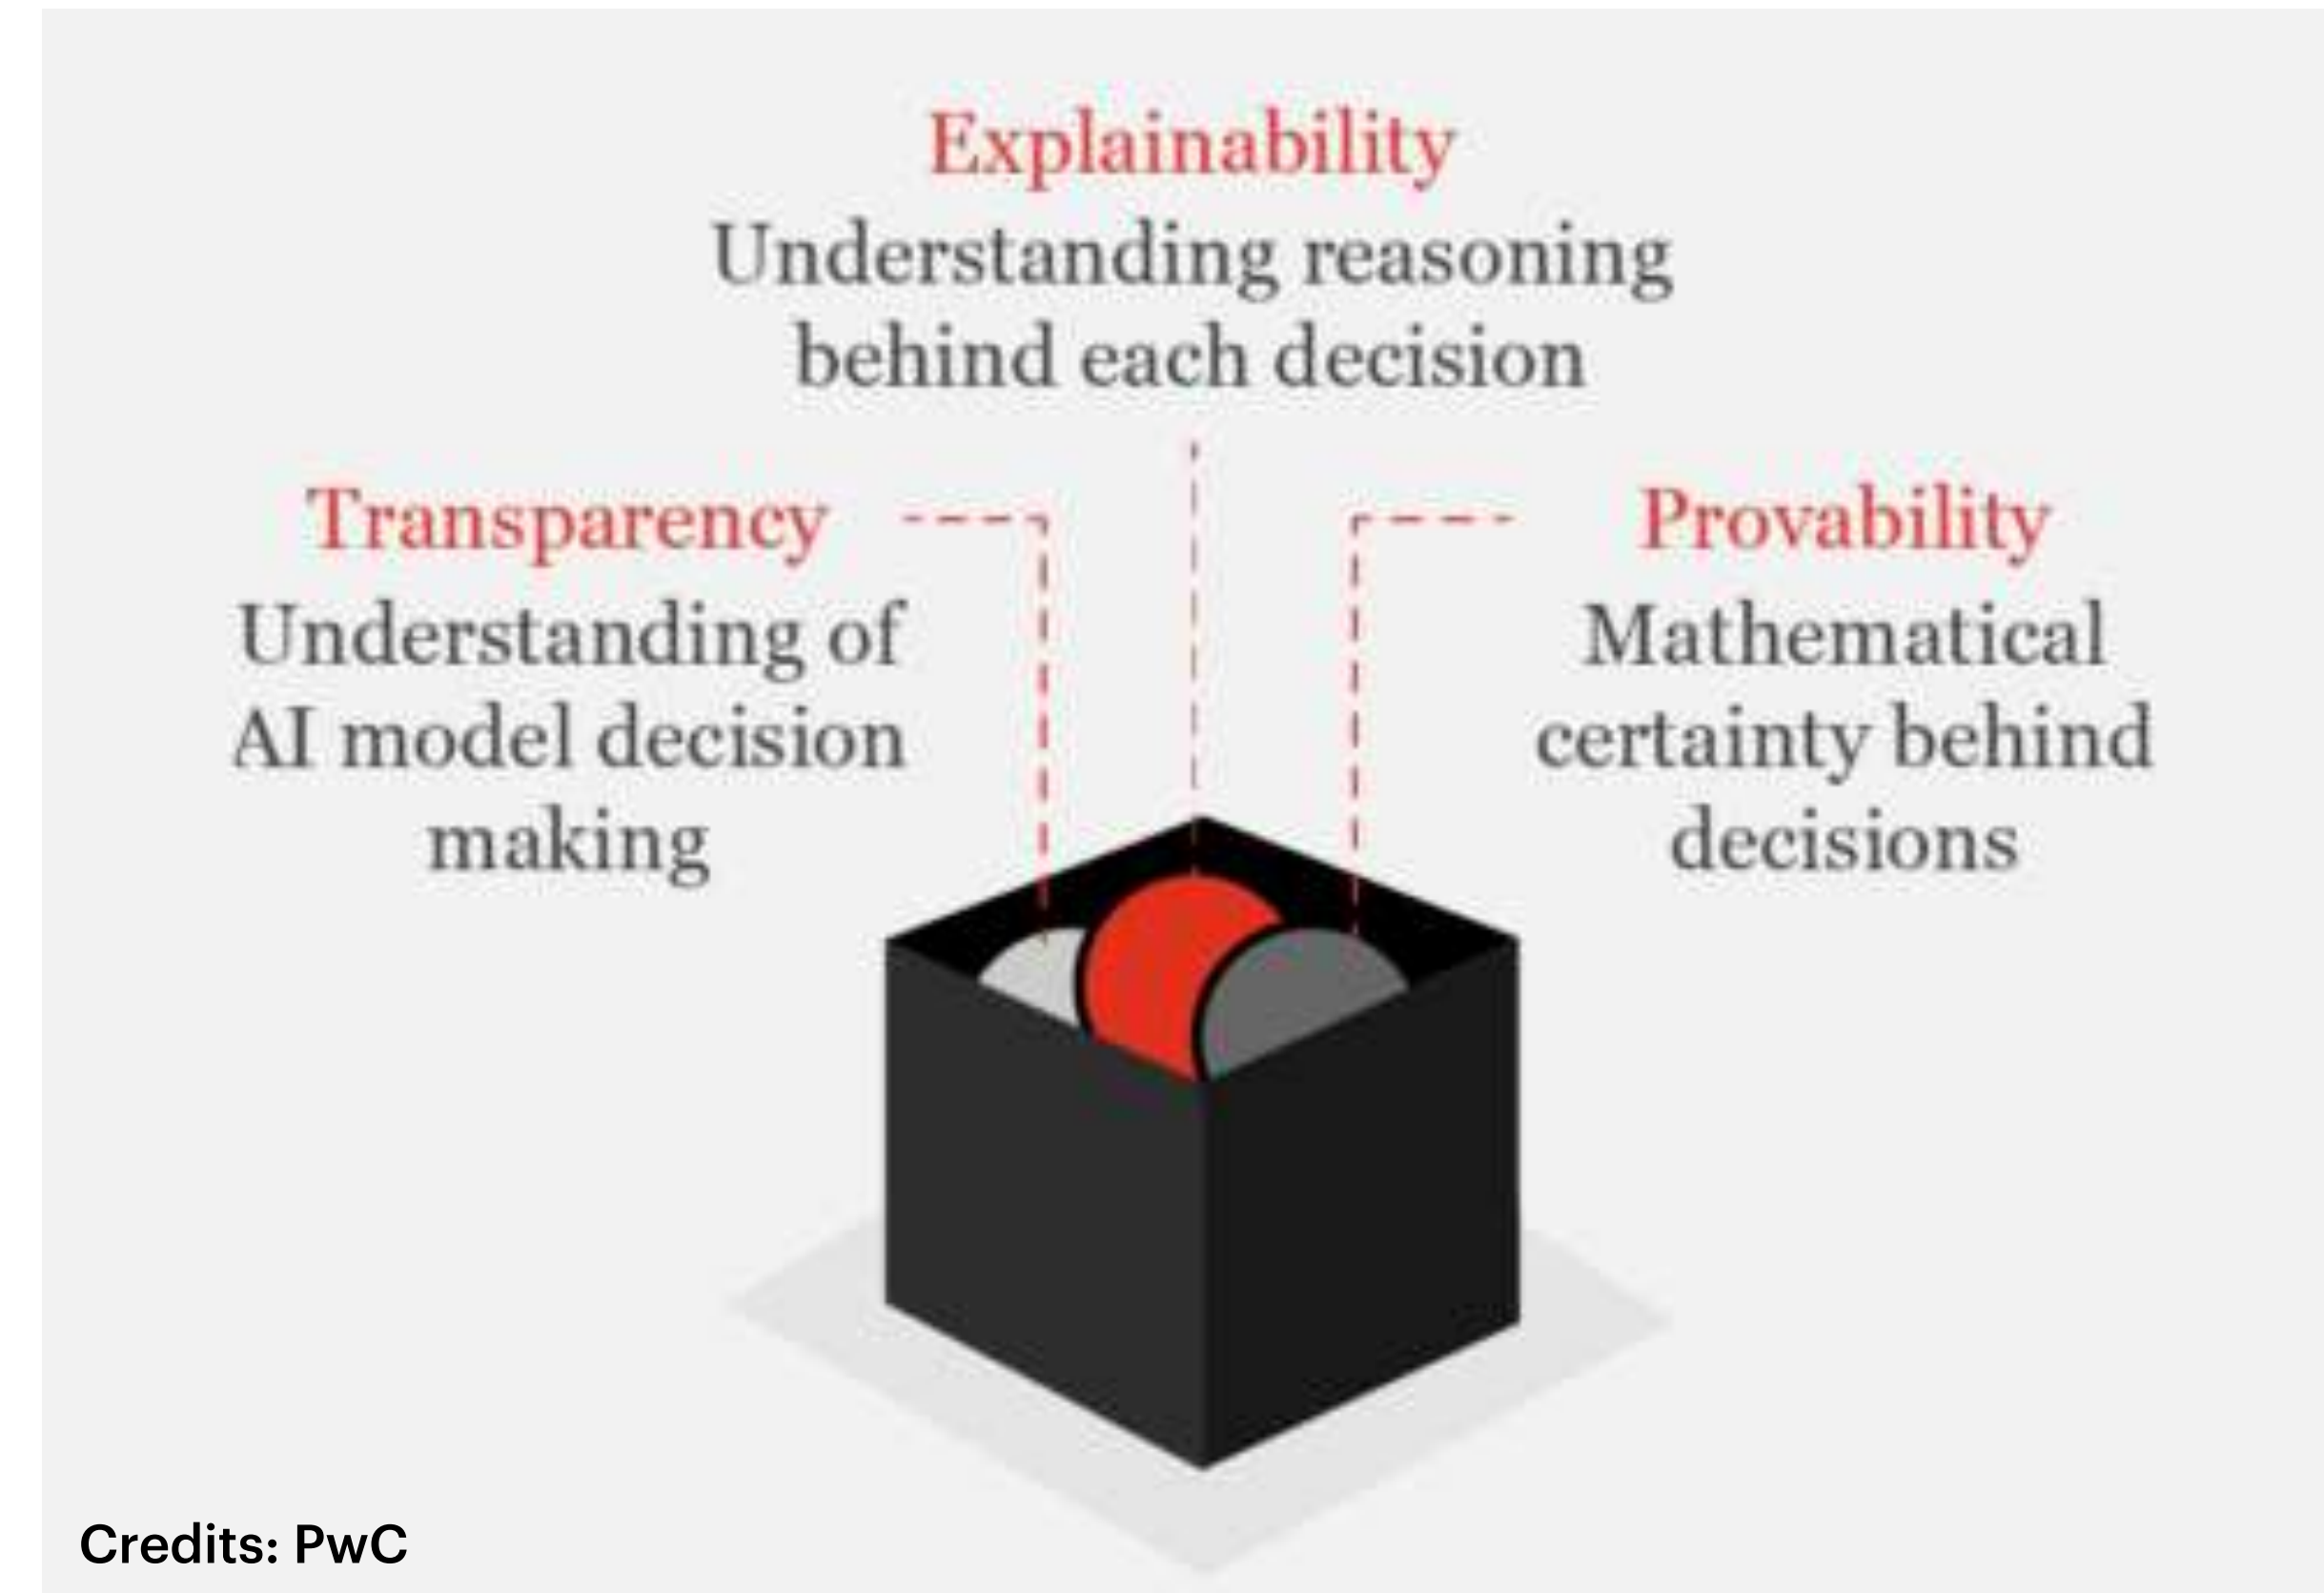 Explainability
Understanding reasoning
behind each decision
Transparency
Understanding of
AI model decision
making
Provability
Mathematical
certainty behind
decisions
Credits: PwC